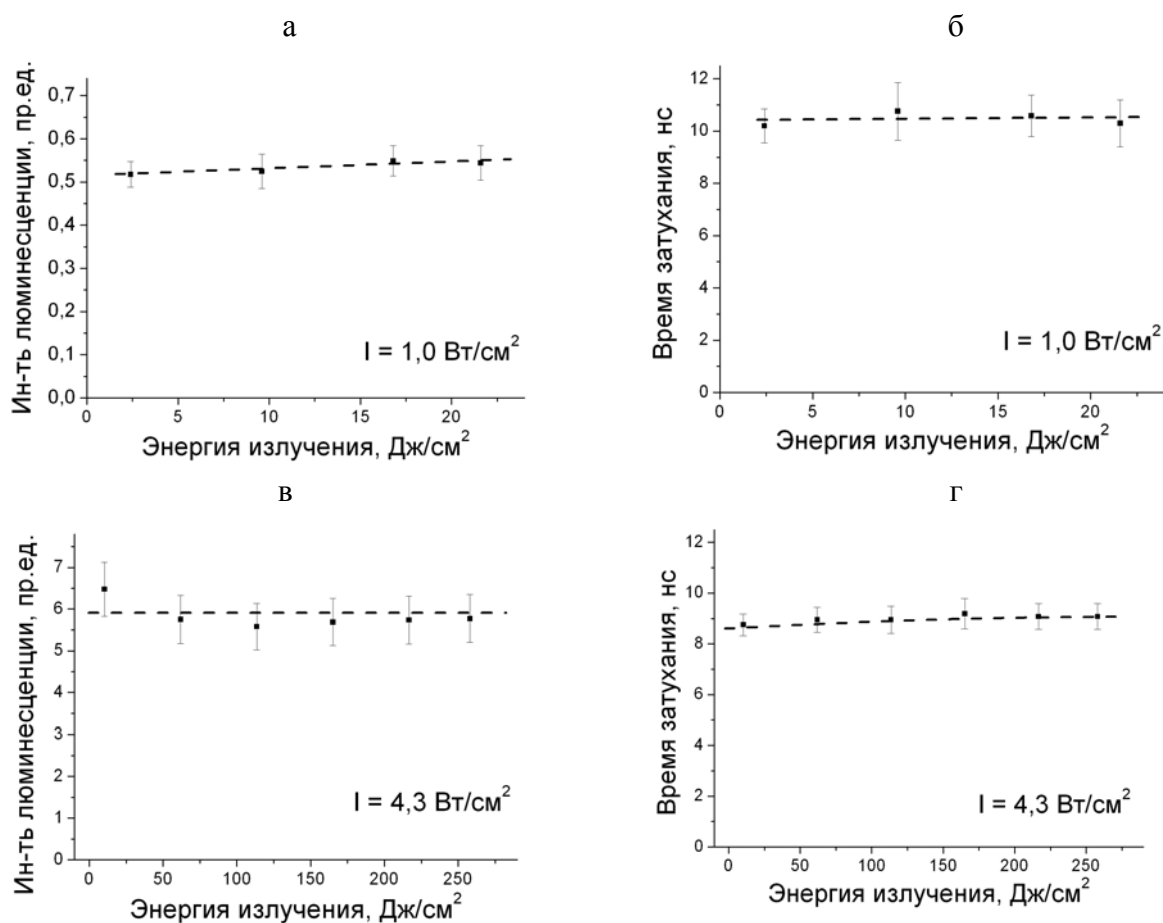 а
Ин-ть люминесценции, пр.ед.
0,7
0,6
0,5
0,4
0,3
0,2
0,1
0,0
0 5 10 15 20
I = 1,0 Вт/см²
Энергия излучения, Дж/см²
б
Время затухания, нс
12
10
8
6
4
2
0
0 5 10 15 20
I = 1,0 Вт/см²
Энергия излучения, Дж/см²
в
Ин-ть люминесценции, пр.ед.
7
6
5
4
3
2
1
0
0 50 100 150 200 250
I = 4,3 Вт/см²
Энергия излучения, Дж/см²
г
Время затухания, нс
12
10
8
6
4
2
0
0 50 100 150 200 250
I = 4,3 Вт/см²
Энергия излучения, Дж/см²